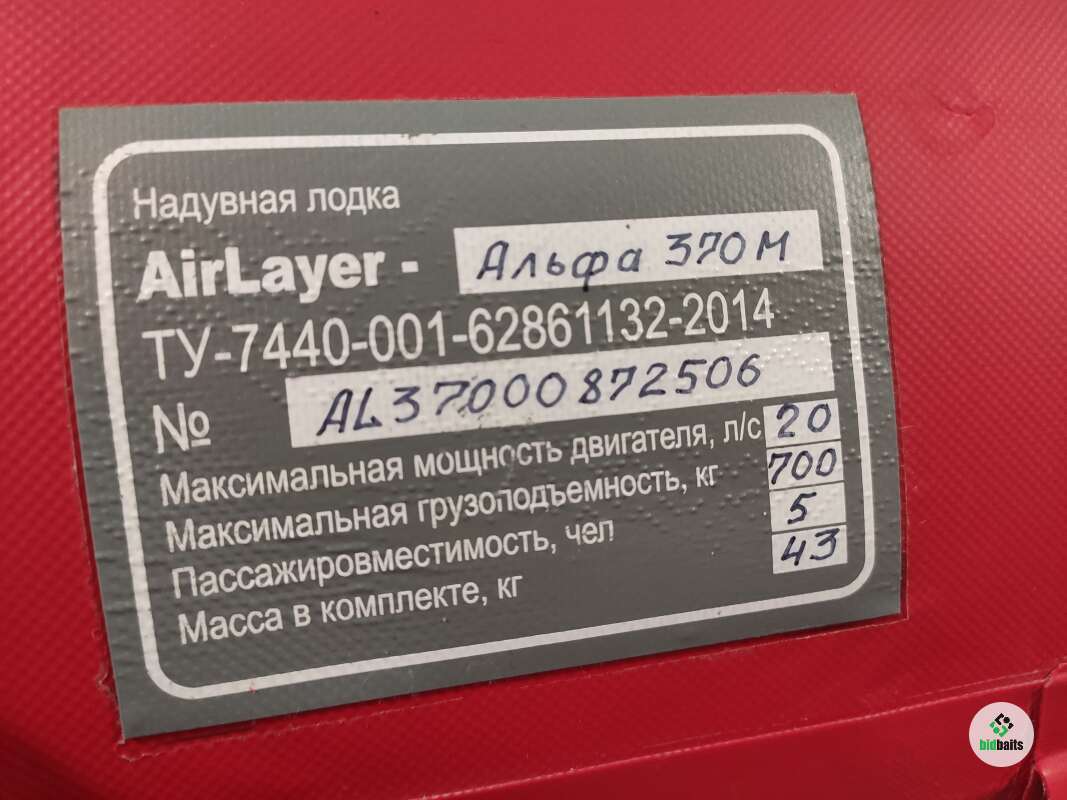 Надувная лодка
AirLayer - Альфа 370М
ТУ-7440-001-62861132-2014
№ AL37000872506
Максимальная мощность двигателя, л/с 20
Максимальная грузоподъемность, кг 700
Пассажировместимость, чел 5
Масса в комплекте, кг 43
bidbaits